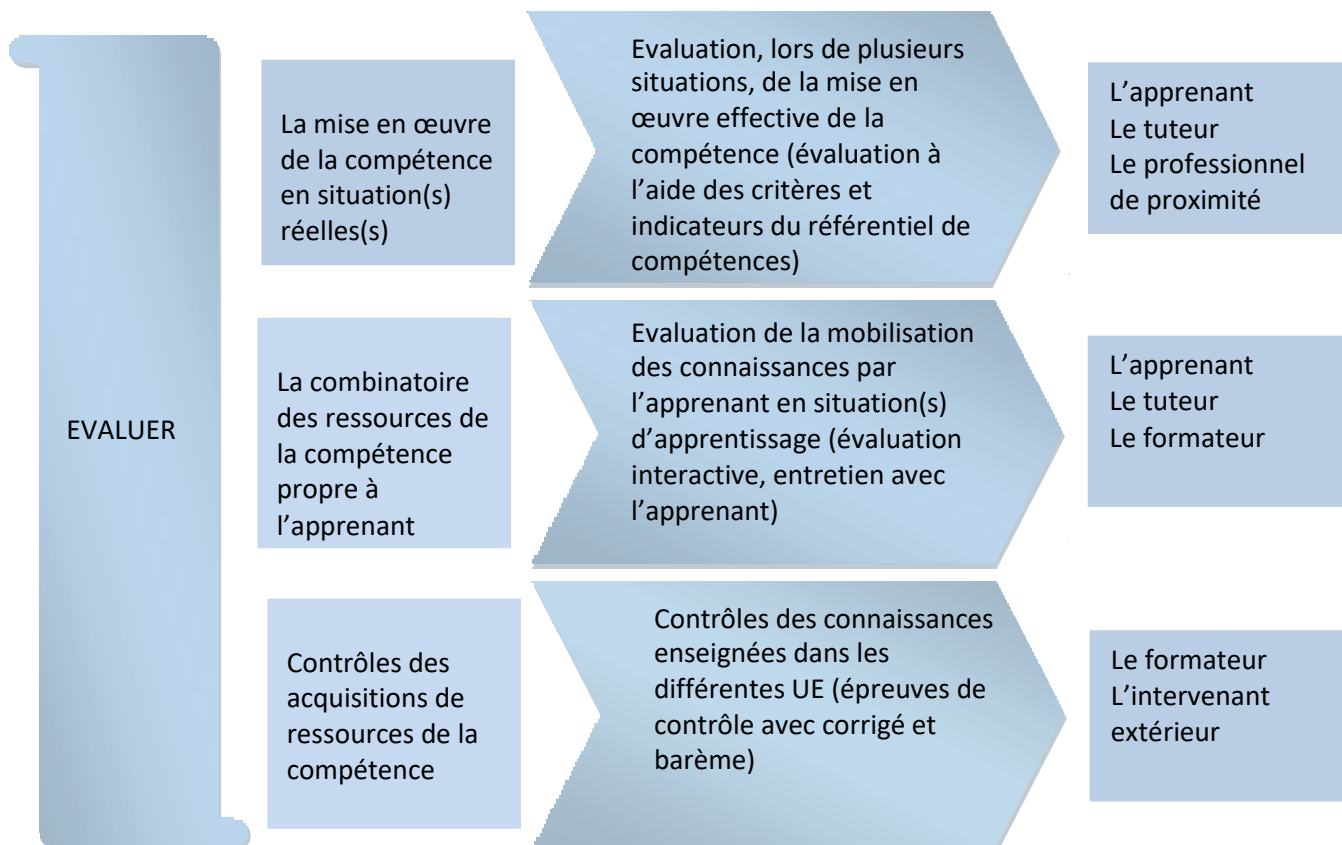 EVALUER
La mise en œuvre
de la compétence
en situation(s)
réelles(s)
Evaluation, lors de plusieurs
situations, de la mise en
œuvre effective de la
compétence (évaluation à
l’aide des critères et
indicateurs du référentiel de
compétences)
L’apprenant
Le tuteur
Le professionnel
de proximité
La combinatoire
des ressources de
la compétence
propre à
l’apprenant
Evaluation de la mobilisation
des connaissances par
l’apprenant en situation(s)
d’apprentissage (évaluation
interactive, entretien avec
l’apprenant)
L’apprenant
Le tuteur
Le formateur
Contrôles des
acquisitions de
ressources de la
compétence
Contrôles des connaissances
enseignées dans les
différentes UE (épreuves de
contrôle avec corrigé et
barème)
Le formateur
L’intervenant
extérieur